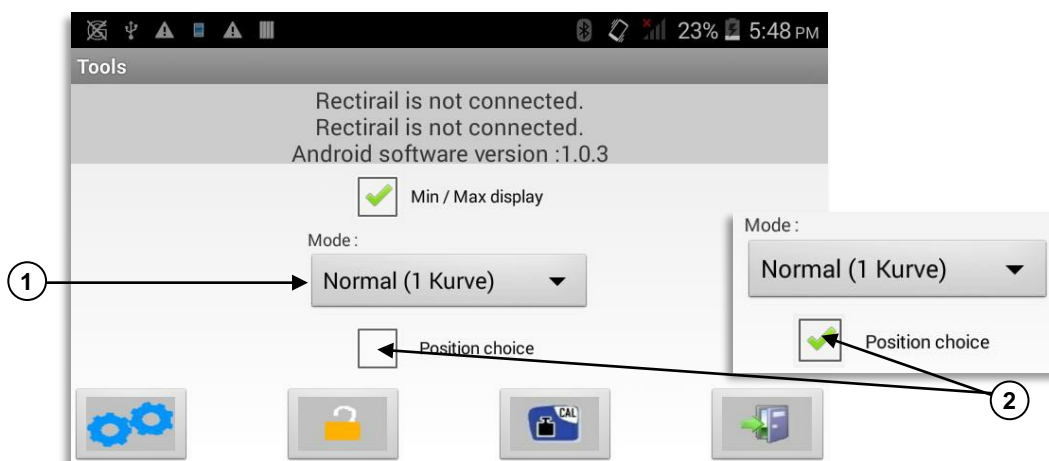 23% 5:48 PM
Tools
Rectirail is not connected.
Rectirail is not connected.
Android software version :1.0.3
Min / Max display
Mode :
Normal (1 Kurve)
Position choice
Mode :
Normal (1 Kurve)
Position choice
1
2
CAL